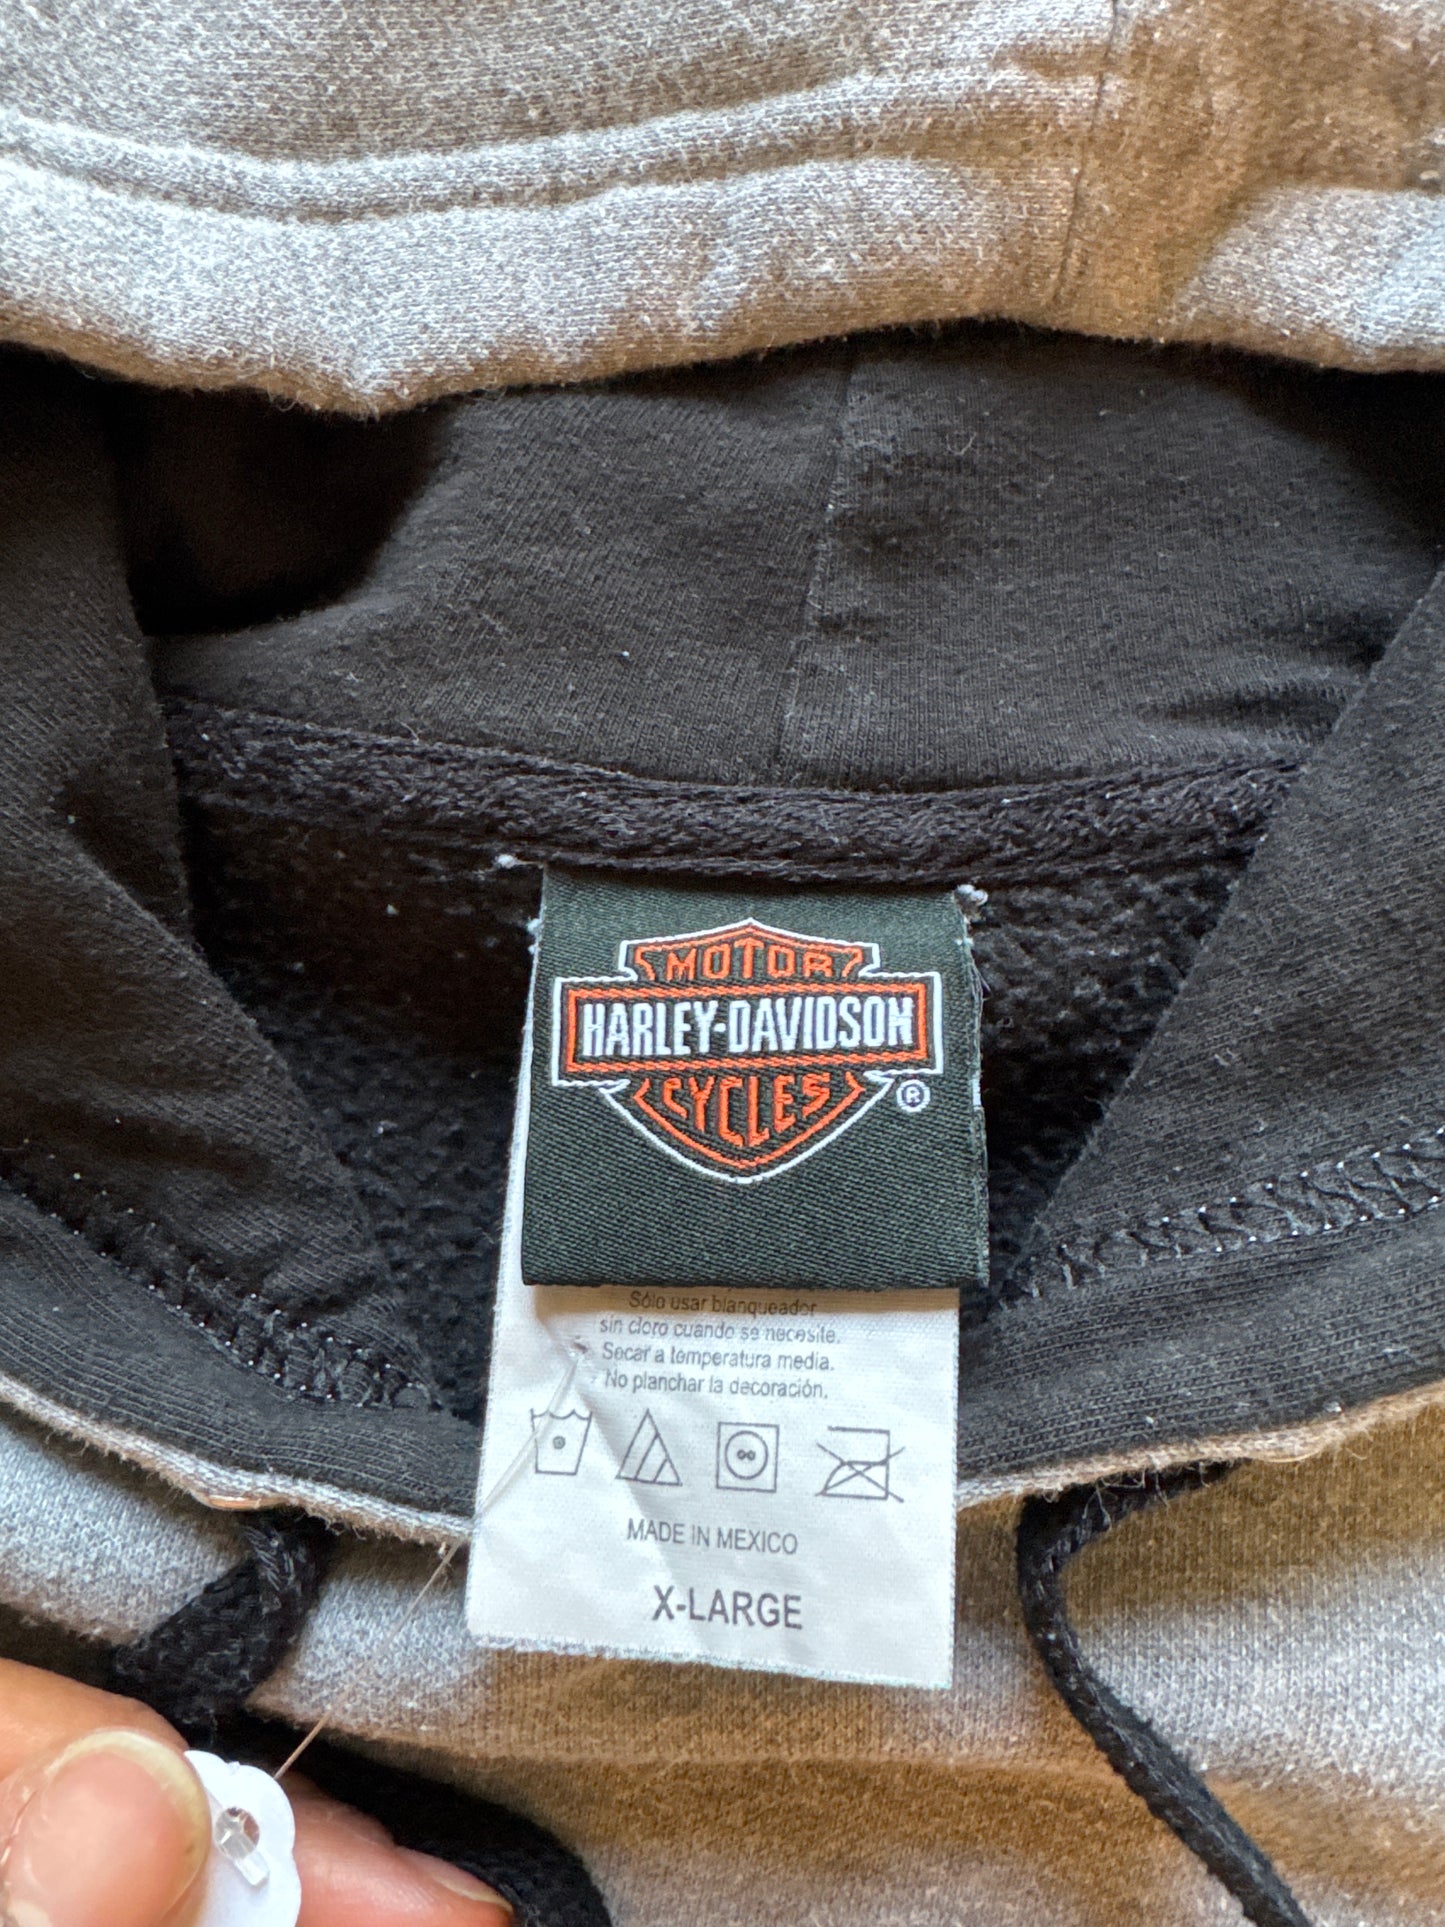 MOTOR
HARLEY-DAVIDSON
CYCLES
®
Sólo usar blanqueador
sin cloro cuando se necesite.
Secar a temperatura media.
No planchar la decoración.
MADE IN MEXICO
X-LARGE